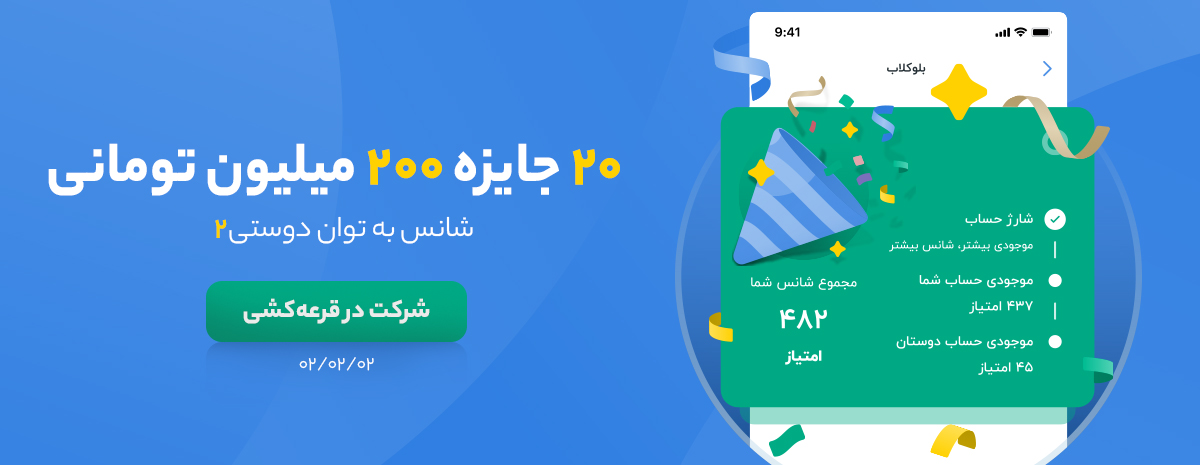 ۲۰ جایزه ۲۰۰ میلیون تومانی
شانس به توان دوستی۲
شرکت در قرعه‌کشی
۰۲/۰۲/۰۲
9:41
بلوکلاب
شارژ حساب
موجودی بیشتر، شانس بیشتر
موجودی حساب شما
۴۳۷ امتیاز
موجودی حساب دوستان
۴۵ امتیاز
مجموع شانس شما
۴۸۲
امتیاز